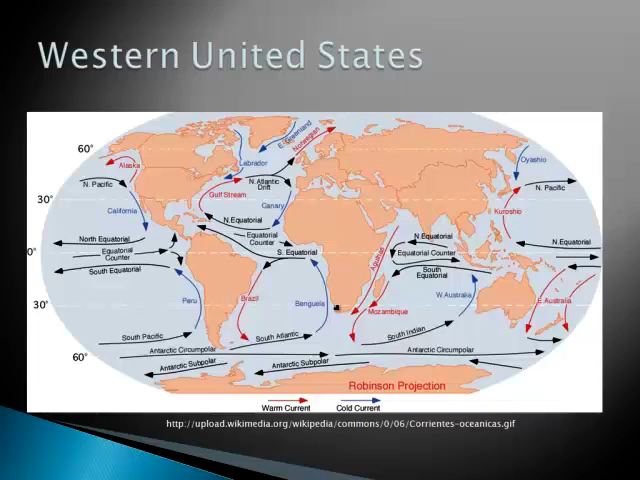 Western United States
60°
30°
0°
30°
60°
Alaska
N. Pacific
California
North Equatorial
Equatorial
Counter
South Equatorial
Peru
South Pacific
Labrador
E. Greenland
Norwegian
N. Atlantic
Drift
Gulf Stream
Canary
N. Equatorial
Equatorial
Counter
S. Equatorial
Brazil
Benguela
South Atlantic
Antarctic Circumpolar
Antarctic Subpolar
Antarctic Subpolar
Agulhas
Mozambique
N. Equatorial
Equatorial Counter
South
Equatorial
W. Australia
South Indian
Antarctic Circumpolar
Oyashio
N. Pacific
Kuroshio
N. Equatorial
E. Australia
Robinson Projection
Warm Current
Cold Current
http://upload.wikimedia.org/wikipedia/commons/0/06/Corrientes-oceanicas.gif